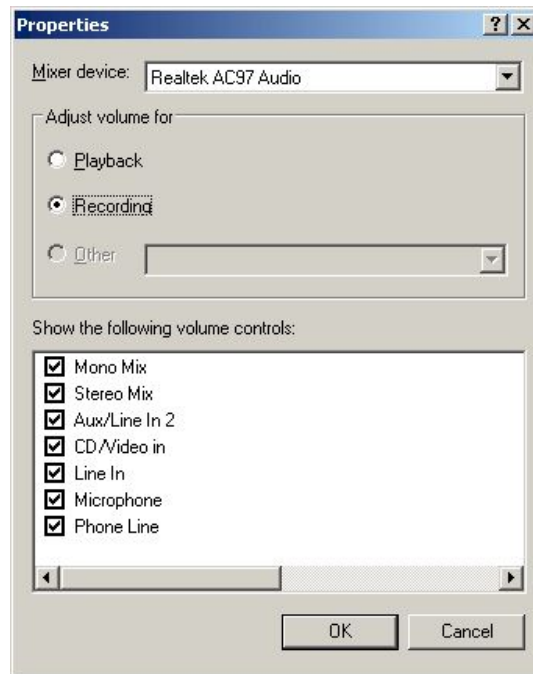 Properties
Mixer device: Realtek AC97 Audio
Adjust volume for
Playback
Recording
Other
Show the following volume controls:
Mono Mix
Stereo Mix
Aux/Line In 2
CD/Video in
Line In
Microphone
Phone Line
OK Cancel